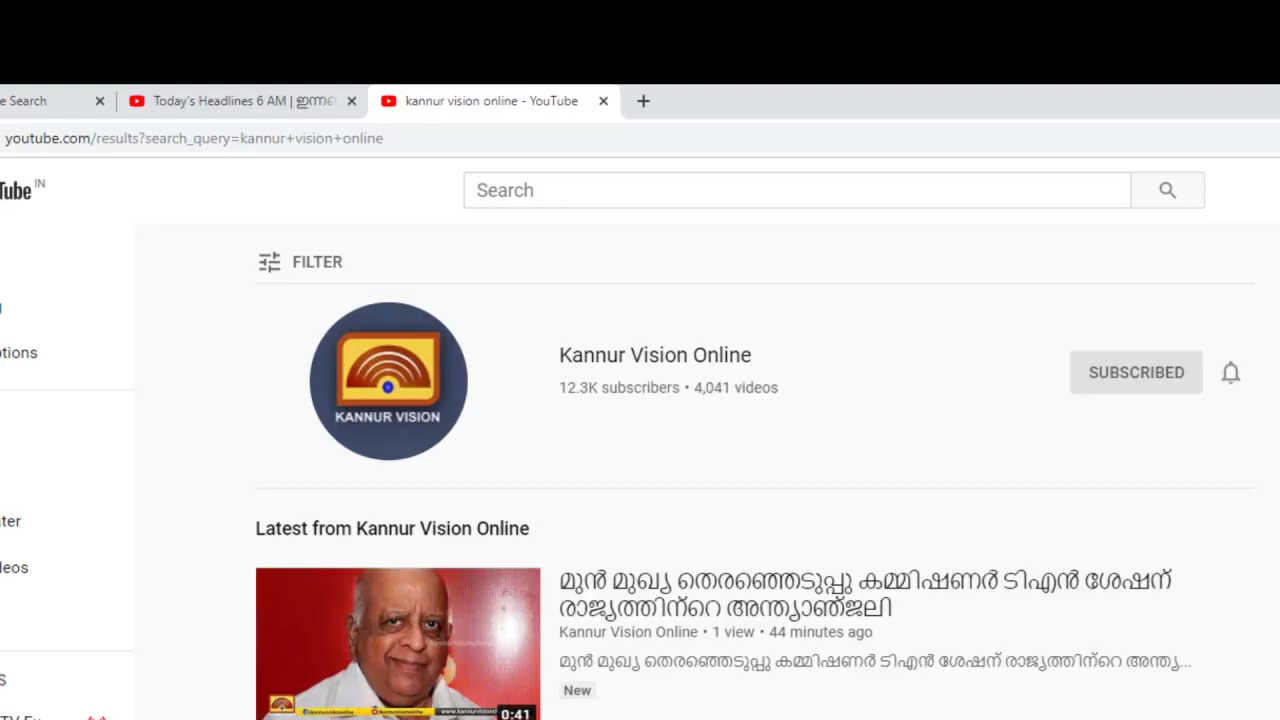 e Search
Today's Headlines 6 AM | ഇന്നത്
kannur vision online - YouTube
youtube.com/results?search_query=kannur+vision+online
Tube IN
Search
FILTER
KANNUR VISION
Kannur Vision Online
12.3K subscribers • 4,041 videos
SUBSCRIBED
otions
ater
leos
Latest from Kannur Vision Online
മുൻ മുഖ്യ തെരഞ്ഞെടുപ്പു കമ്മിഷണർ ടിഎൻ ശേഷന്
രാജ്യത്തിന്റെ അന്ത്യാഞ്ജലി
Kannur Vision Online • 1 view • 44 minutes ago
മുൻ മുഖ്യ തെരഞ്ഞെടുപ്പു കമ്മിഷണർ ടിഎൻ ശേഷന് രാജ്യത്തിന്റെ അന്ത്യ...
New
0:41
S